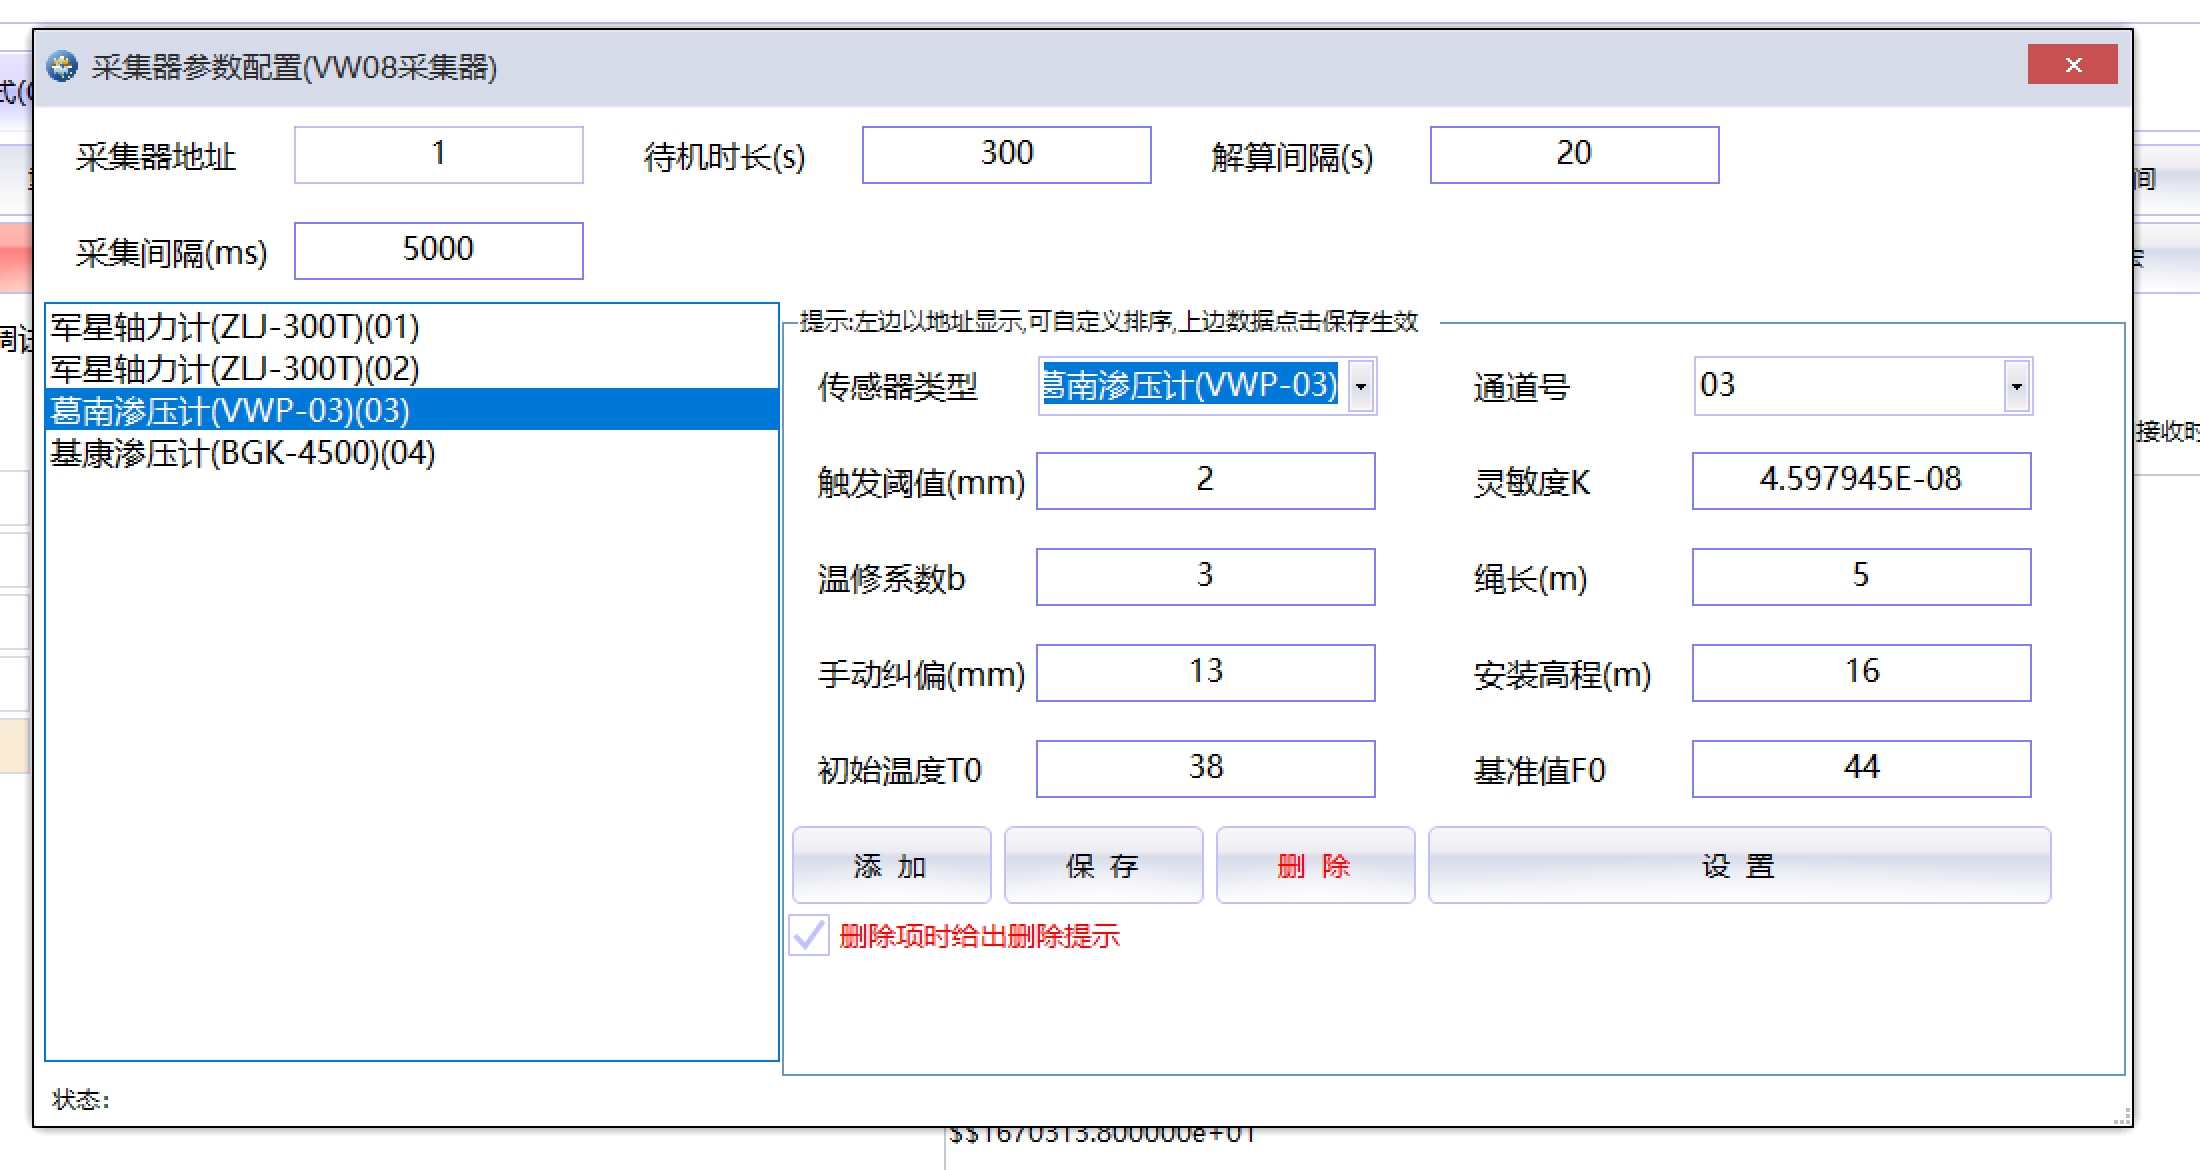 采集器参数配置(VW08采集器)
采集器地址 1 待机时长(s) 300 解算间隔(s) 20
采集间隔(ms) 5000
军星轴力计(ZLJ-300T)(01)
军星轴力计(ZLJ-300T)(02)
葛南渗压计(VWP-03)(03)
基康渗压计(BGK-4500)(04)
提示:左边以地址显示,可自定义排序,上边数据点击保存生效
传感器类型 葛南渗压计(VWP-03) 通道号 03
触发阈值(mm) 2 灵敏度K 4.597945E-08
温修系数b 3 绳长(m) 5
手动纠偏(mm) 13 安装高程(m) 16
初始温度T0 38 基准值F0 44
添 加 保 存 删 除 设 置
删除项时给出删除提示
状态:
式(
间
接收时
$$1670313.800000e+01